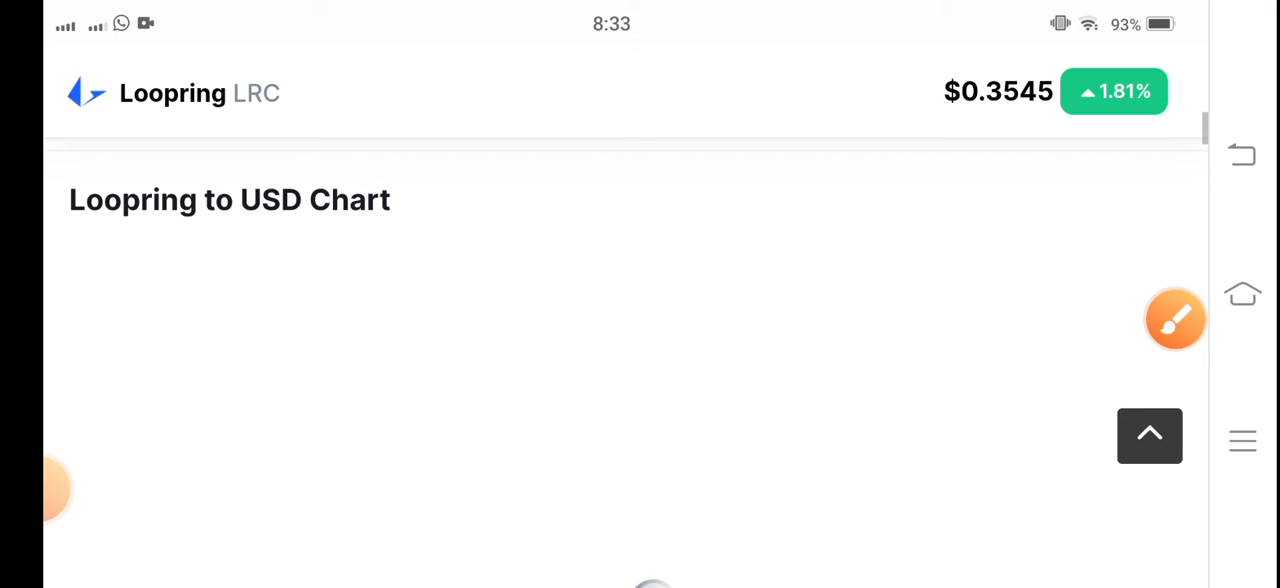 8:33
93%
Loopring LRC
$0.3545 1.81%
Loopring to USD Chart